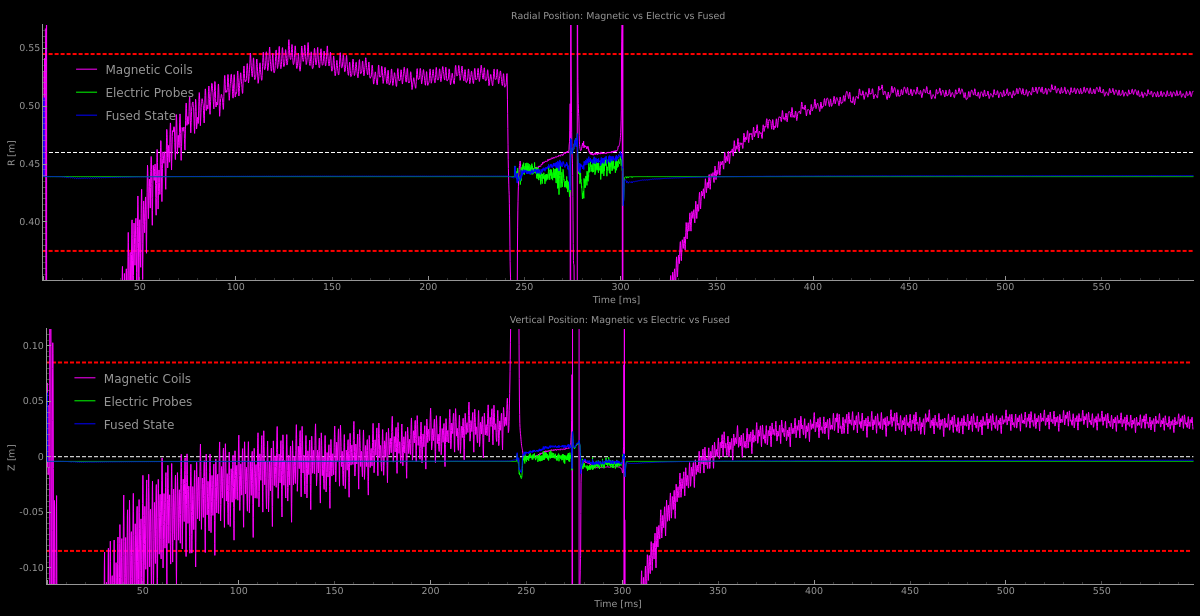 Radial Position: Magnetic vs Electric vs Fused
0.55
0.50
0.45
0.40
R [m]
Magnetic Coils
Electric Probes
Fused State
50 100 150 200 250 300 350 400 450 500 550
Time [ms]
Vertical Position: Magnetic vs Electric vs Fused
0.10
0.05
0
-0.05
-0.10
Z [m]
Magnetic Coils
Electric Probes
Fused State
50 100 150 200 250 300 350 400 450 500 550
Time [ms]